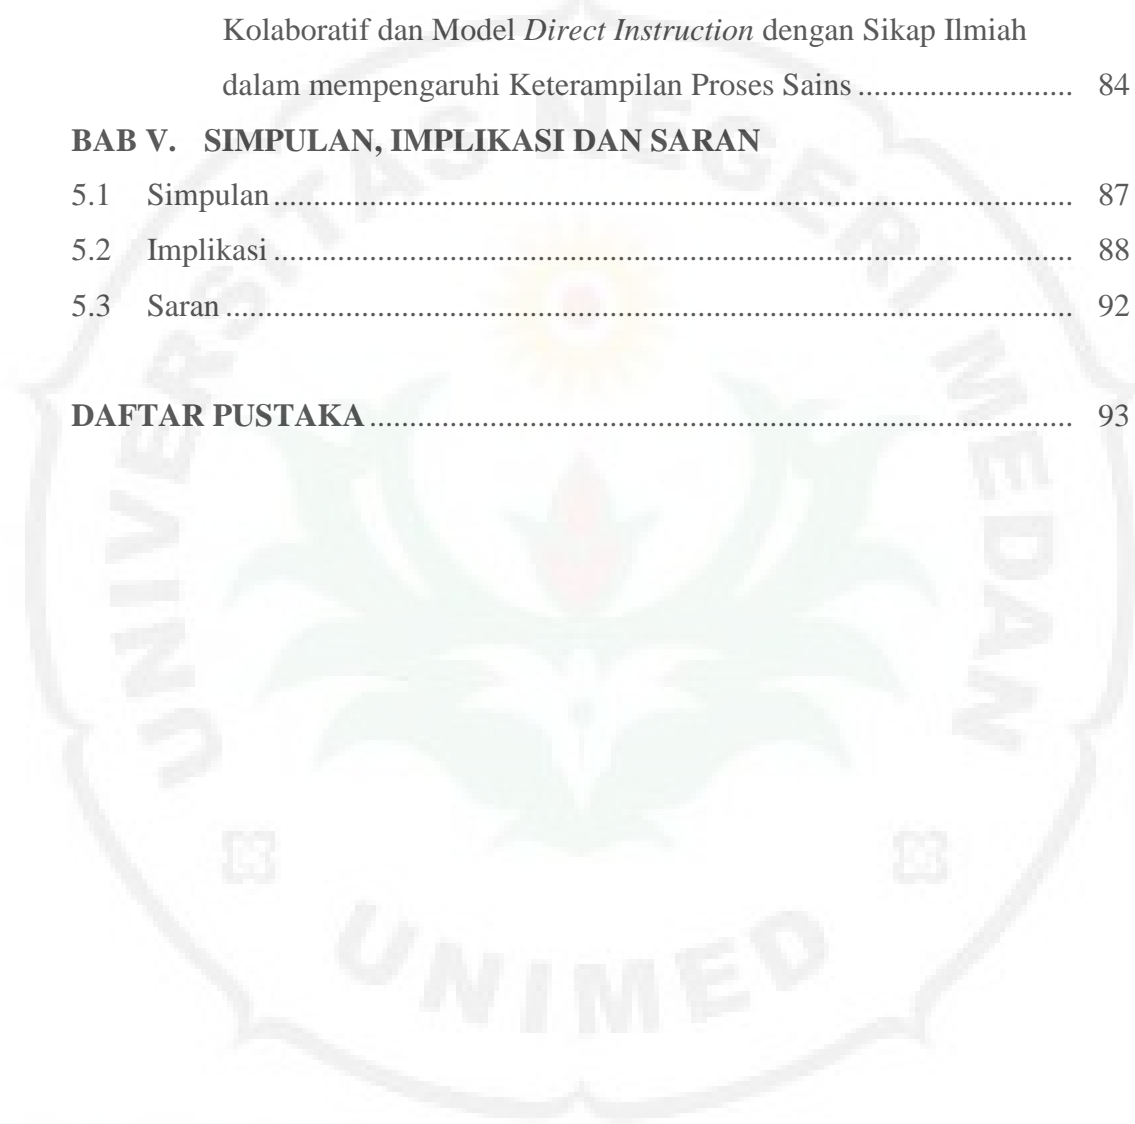 Kolaboratif dan Model Direct Instruction dengan Sikap Ilmiah
dalam mempengaruhi Keterampilan Proses Sains ........................... 84
BAB V. SIMPULAN, IMPLIKASI DAN SARAN
5.1 Simpulan .................................................................................................... 87
5.2 Implikasi .................................................................................................... 88
5.3 Saran .......................................................................................................... 92
DAFTAR PUSTAKA ........................................................................................ 93
UNIVERSITAS NEGERI MEDAN
UNIMED